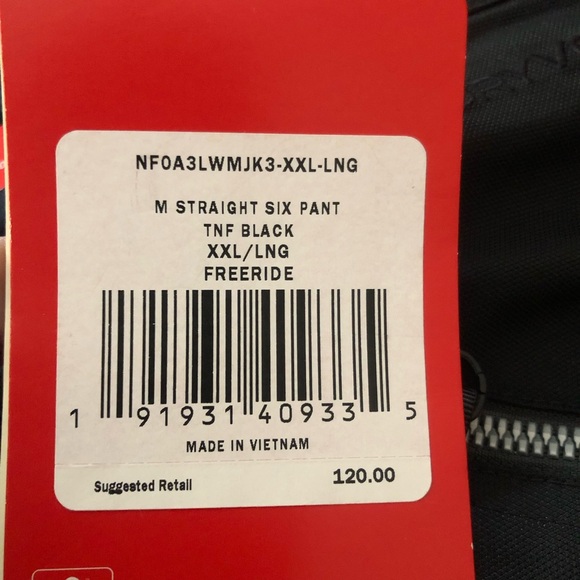 NF0A3LWMJK3-XXL-LNG
M STRAIGHT SIX PANT
TNF BLACK
XXL/LNG
FREERIDE
1 91931 40933 5
MADE IN VIETNAM
Suggested Retail 120.00